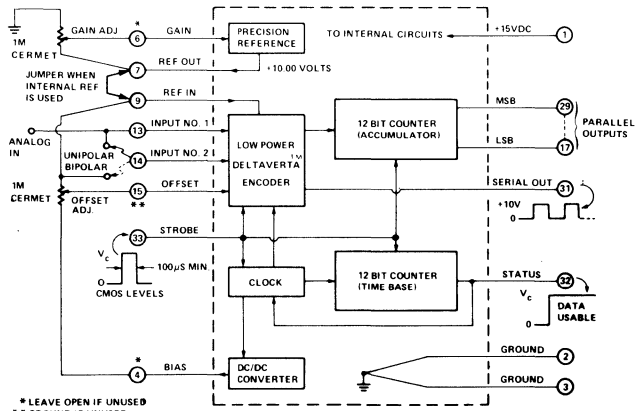 *
GAIN ADJ
6
GAIN
1M
CERMET
7
REF OUT
PRECISION
REFERENCE
+10.00 VOLTS
TO INTERNAL CIRCUITS
+15VDC
1
JUMPER WHEN
INTERNAL REF
IS USED
9
REF IN
ANALOG
IN
13
INPUT NO. 1
14
INPUT NO. 2
UNIPOLAR
BIPOLAR
LOW POWER
DELTAVERTA
TM
ENCODER
12 BIT COUNTER
(ACCUMULATOR)
MSB
29
LSB
17
PARALLEL
OUTPUTS
1M
CERMET
OFFSET
ADJ.
15
**
OFFSET
SERIAL OUT
31
+10V
0
33
STROBE
Vc
100µS MIN
0
CMOS LEVELS
CLOCK
12 BIT COUNTER
(TIME BASE)
STATUS
32
Vc
0
DATA
USABLE
*
4
BIAS
DC/DC
CONVERTER
GROUND
2
GROUND
3
* LEAVE OPEN IF UNUSED